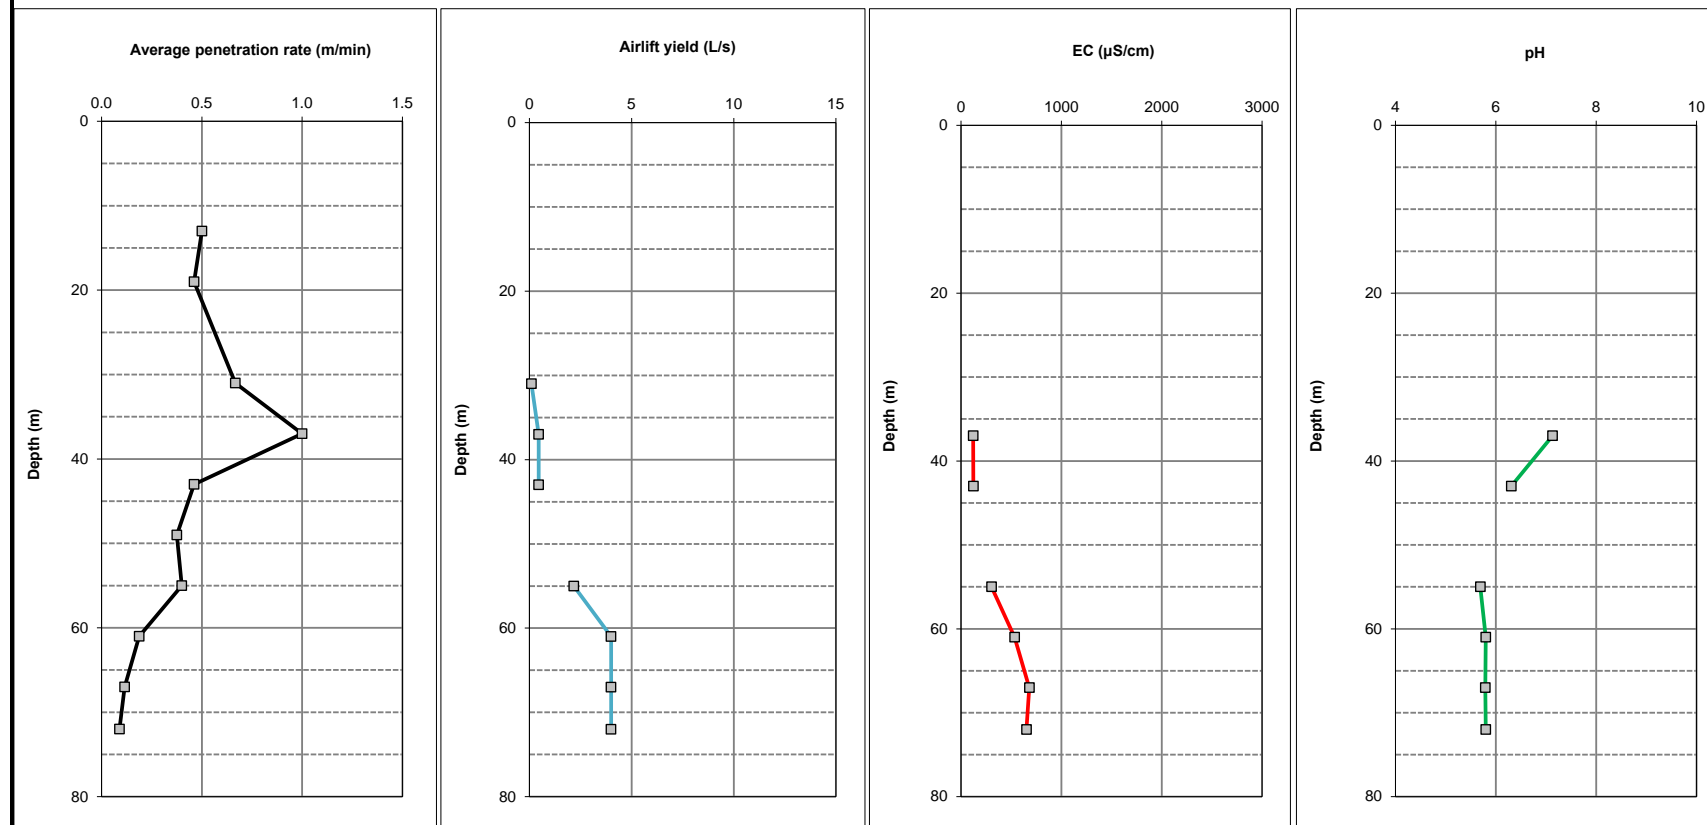 Average penetration rate (m/min)
0.0 0.5 1.0 1.5
0
20
40
60
80
Depth (m)
Airlift yield (L/s)
0 5 10 15
0
20
40
60
80
Depth (m)
EC (µS/cm)
0 1000 2000 3000
0
20
40
60
80
Depth (m)
pH
4 6 8 10
0
20
40
60
80
Depth (m)